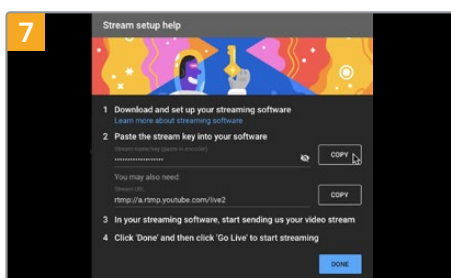 7
Stream setup help
1 Download and set up your streaming software
Learn more about streaming software
2 Paste the stream key into your software
Stream name/key (paste in encoder)
••••••••••••••••••••
COPY
You may also need:
Stream URL
rtmp://a.rtmp.youtube.com/live2
COPY
3 In your streaming software, start sending us your video stream
4 Click 'Done' and then click 'Go Live' to start streaming
DONE